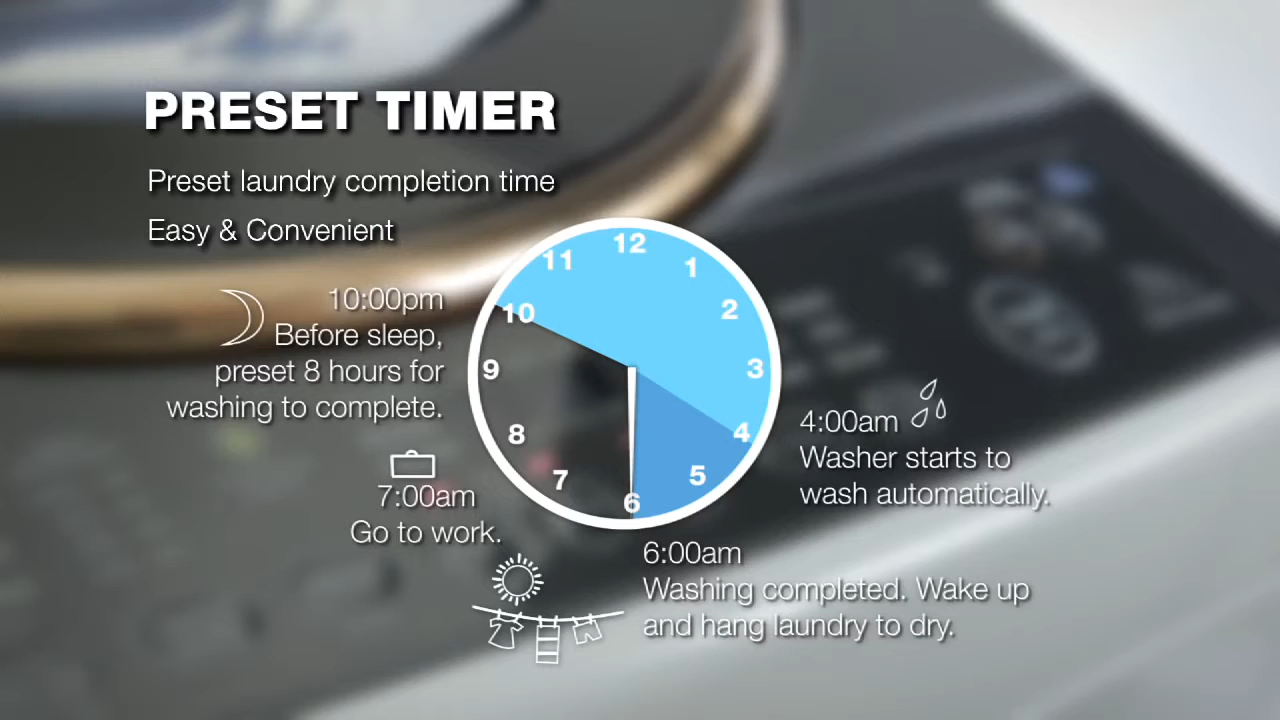 PRESET TIMER
Preset laundry completion time
Easy & Convenient
10:00pm
Before sleep,
preset 8 hours for
washing to complete.
12
1
2
3
4
5
6
7
8
9
10
11
4:00am
Washer starts to
wash automatically.
6:00am
Washing completed. Wake up
and hang laundry to dry.
7:00am
Go to work.